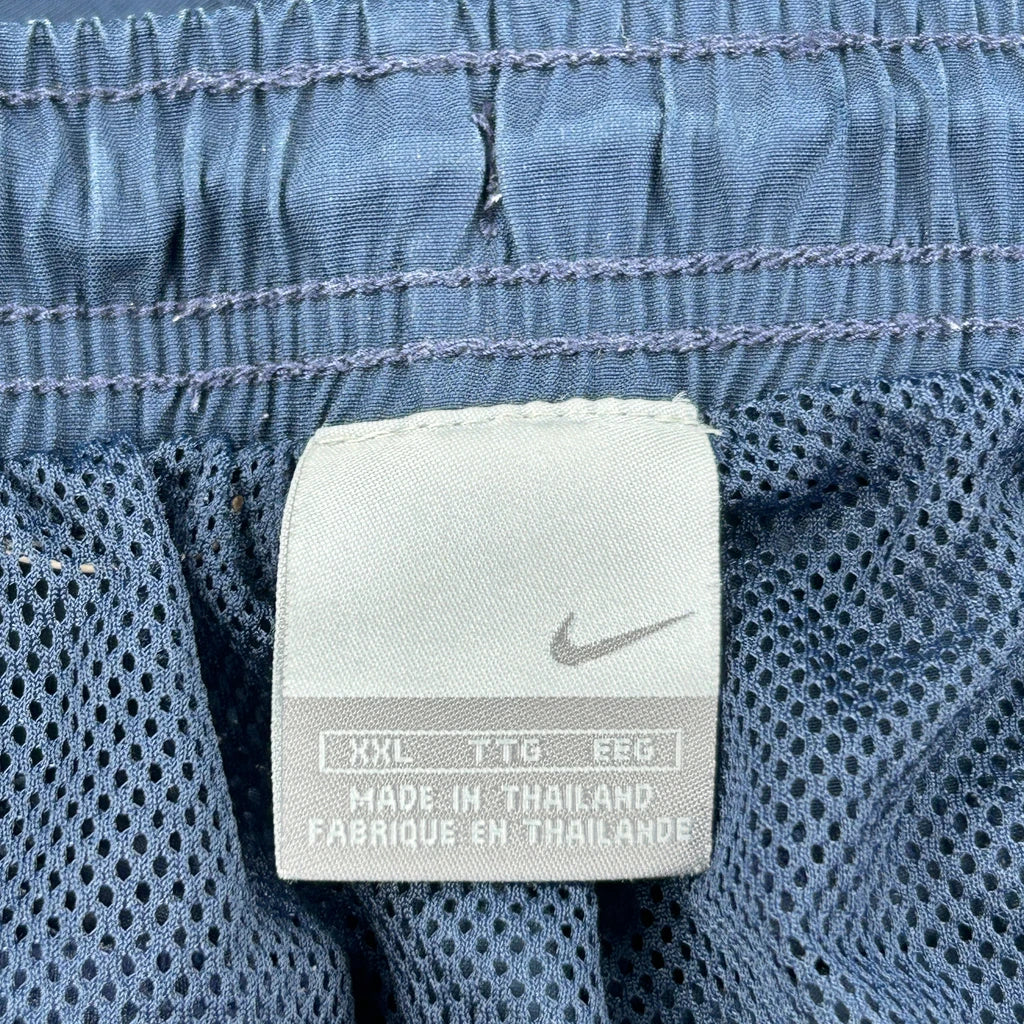 XXL TTG EEG
MADE IN THAILAND
FABRIQUE EN THAILANDE